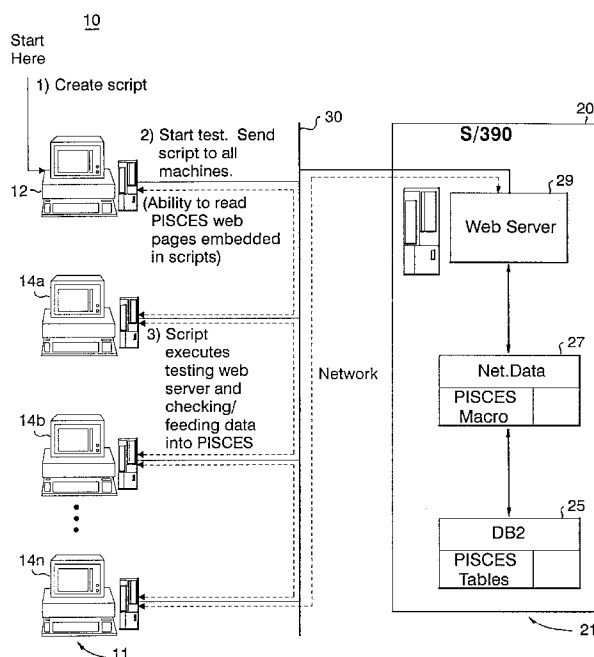 10
Start
Here
1) Create script
2) Start test. Send
script to all
machines.
12
(Ability to read
PISCES web
pages embedded
in scripts)
14a
3) Script
executes
testing web
server and
checking/
feeding data
into PISCES
14b
14n
11
30
Network
20
S/390
29
Web Server
27
Net.Data
PISCES
Macro
25
DB2
PISCES
Tables
21